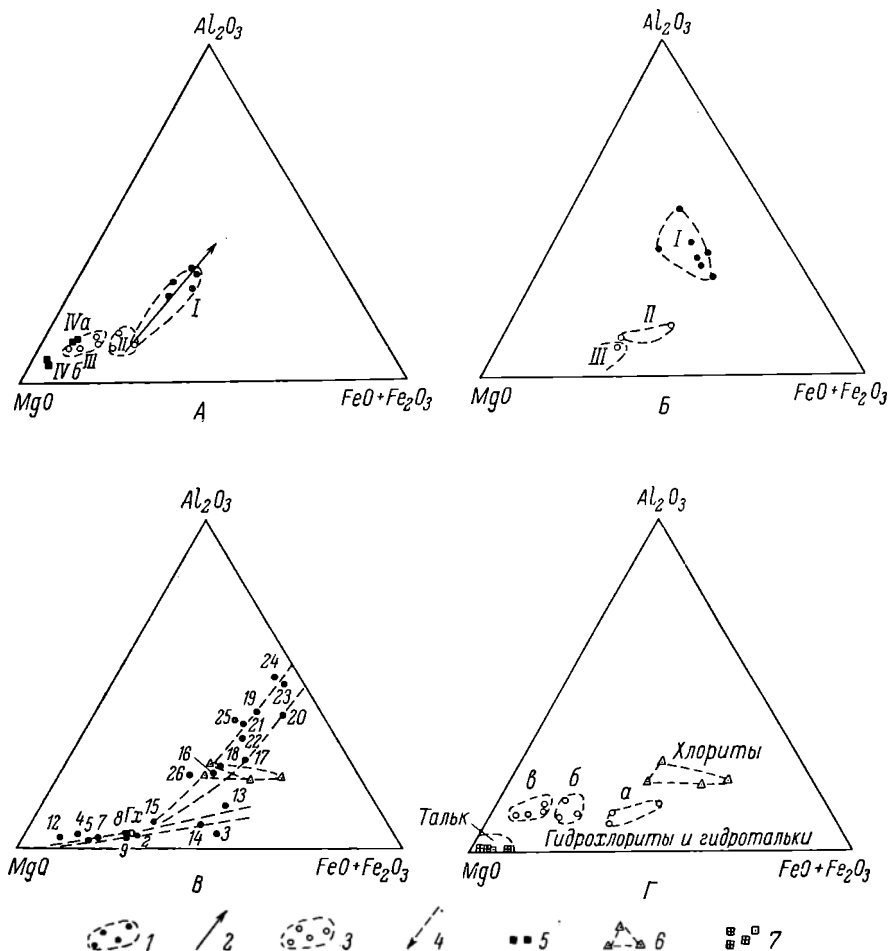 Al₂O₃
Al₂O₃
I
II
III
IVа
IVб
MgO
FeO+Fe₂O₃
А
I
II
III
MgO
FeO+Fe₂O₃
Б
Al₂O₃
Al₂O₃
24
23
19
20
25
21
22
16
18
17
26
15
13
12
4
5
7
8
Гх
9
2
14
3
MgO
FeO+Fe₂O₃
В
Хлориты
в
б
а
Тальк
Гидрохлориты и гидротальки
MgO
FeO+Fe₂O₃
Г
1
2
3
4
5
6
7